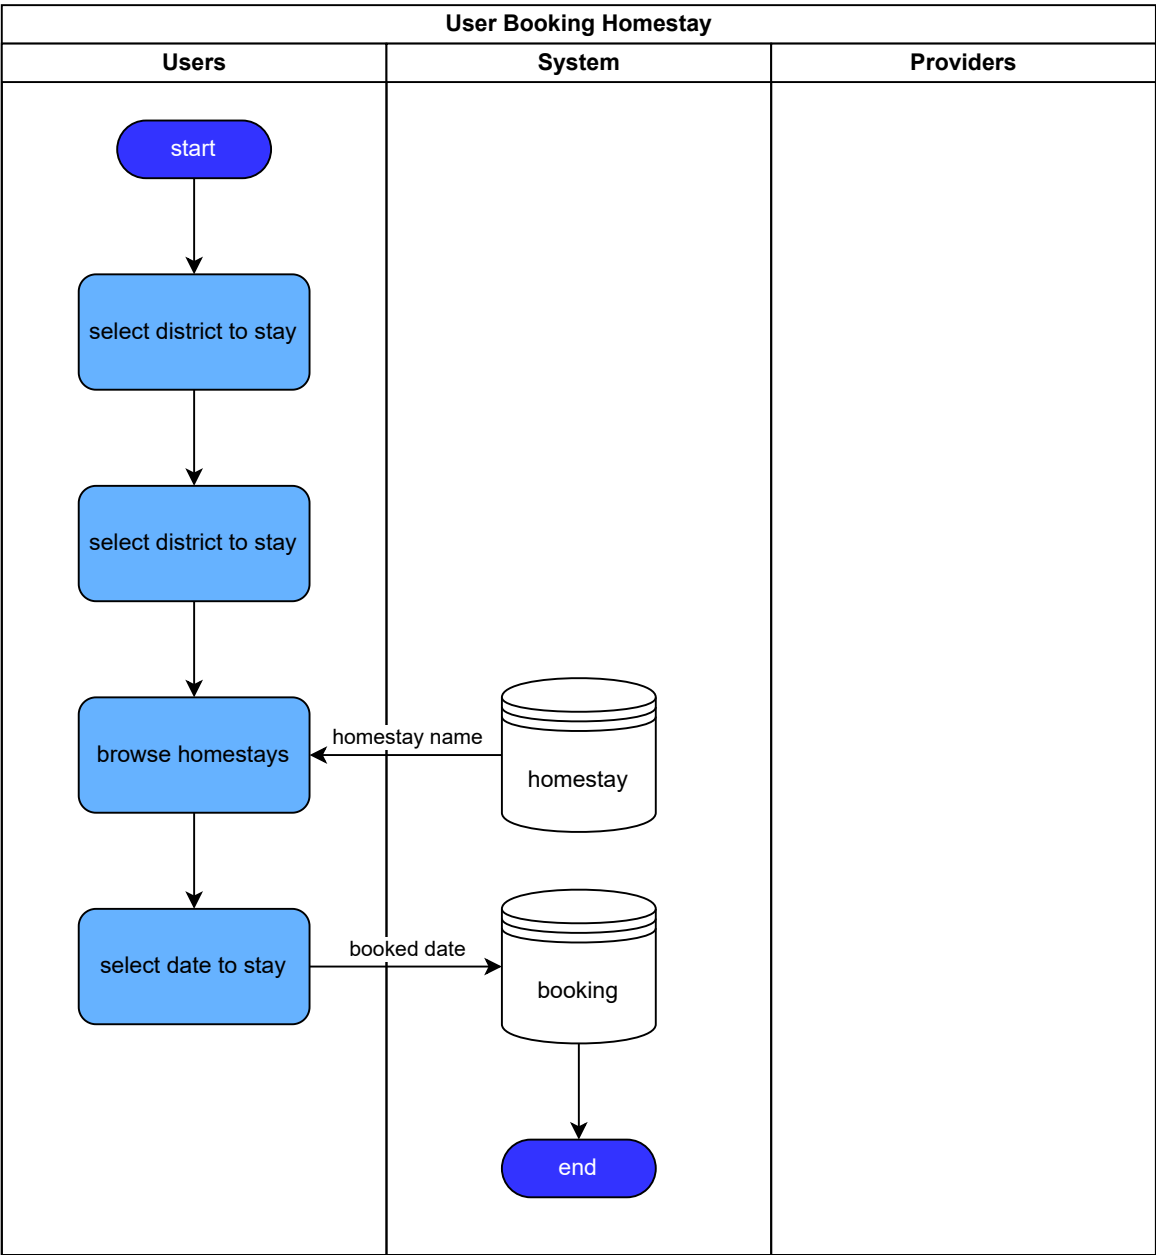 User Booking Homestay
Users
System
Providers
start
select district to stay
select district to stay
browse homestays
homestay name
homestay
select date to stay
booked date
booking
end